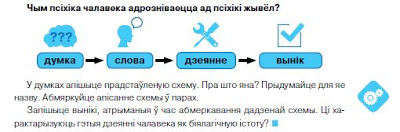 Чым псіхіка чалавека адрозніваецца ад псіхікі жывёл?
???
думка слова дзеянне вынік
У думках апішыце прадстаўленую схему. Пра што яна? Прыдумайце для яе
назву. Абмяркуйце апісанне схемы ў парах.
Запішыце вынікі, атрыманыя ў час абмеркавання дадзенай схемы. Ці ха-
рактарызуюць гэтыя дзеянні чалавека як біялагічную істоту?